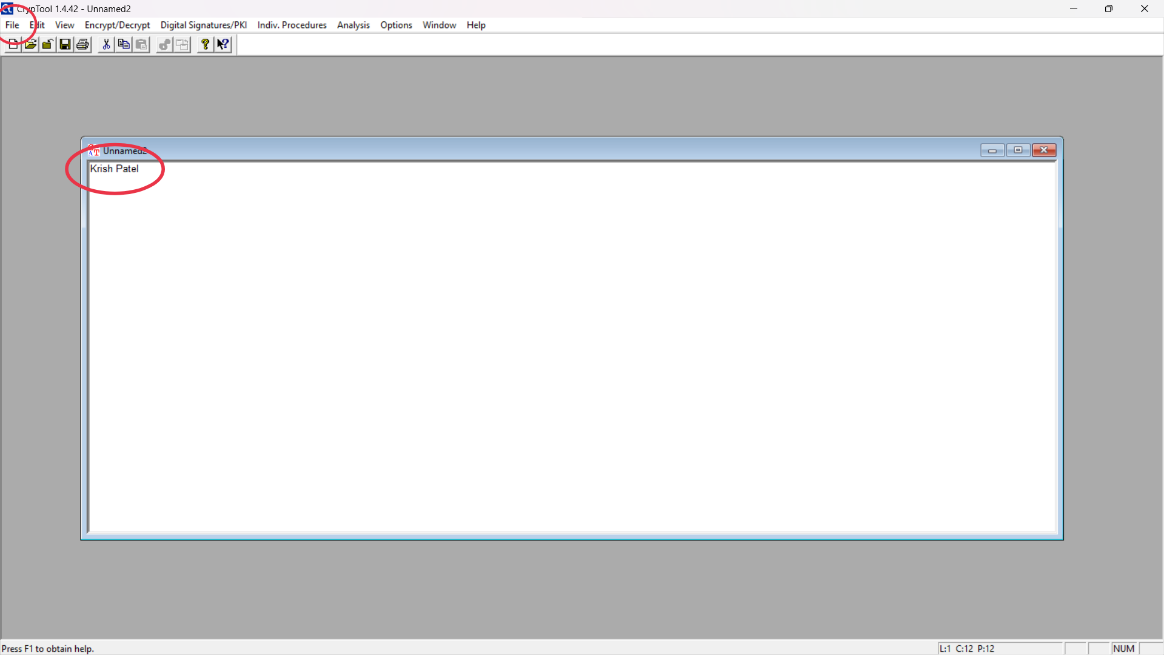 CrypTool 1.4.42 - Unnamed2
File Edit View Encrypt/Decrypt Digital Signatures/PKI Indiv. Procedures Analysis Options Window Help
Unnamed2
Krish Patel
Press F1 to obtain help. L:1 C:12 P:12 NUM